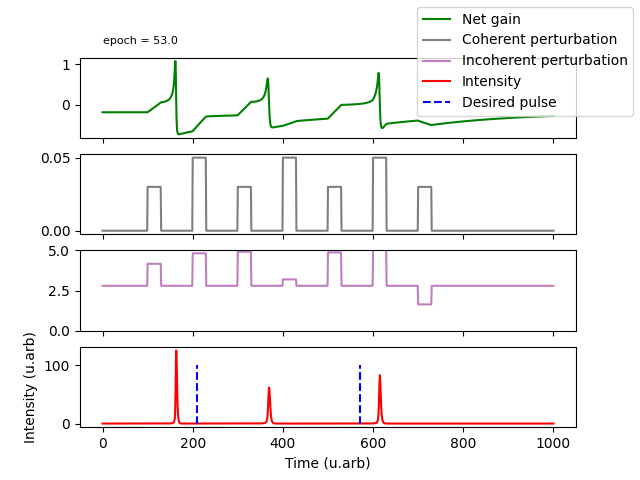 epoch = 53.0
Net gain
Coherent perturbation
Incoherent perturbation
Intensity
Desired pulse
1
0
0.05
0.00
5.0
2.5
0.0
100
0
Intensity (u.arb)
0 200 400 600 800 1000
Time (u.arb)